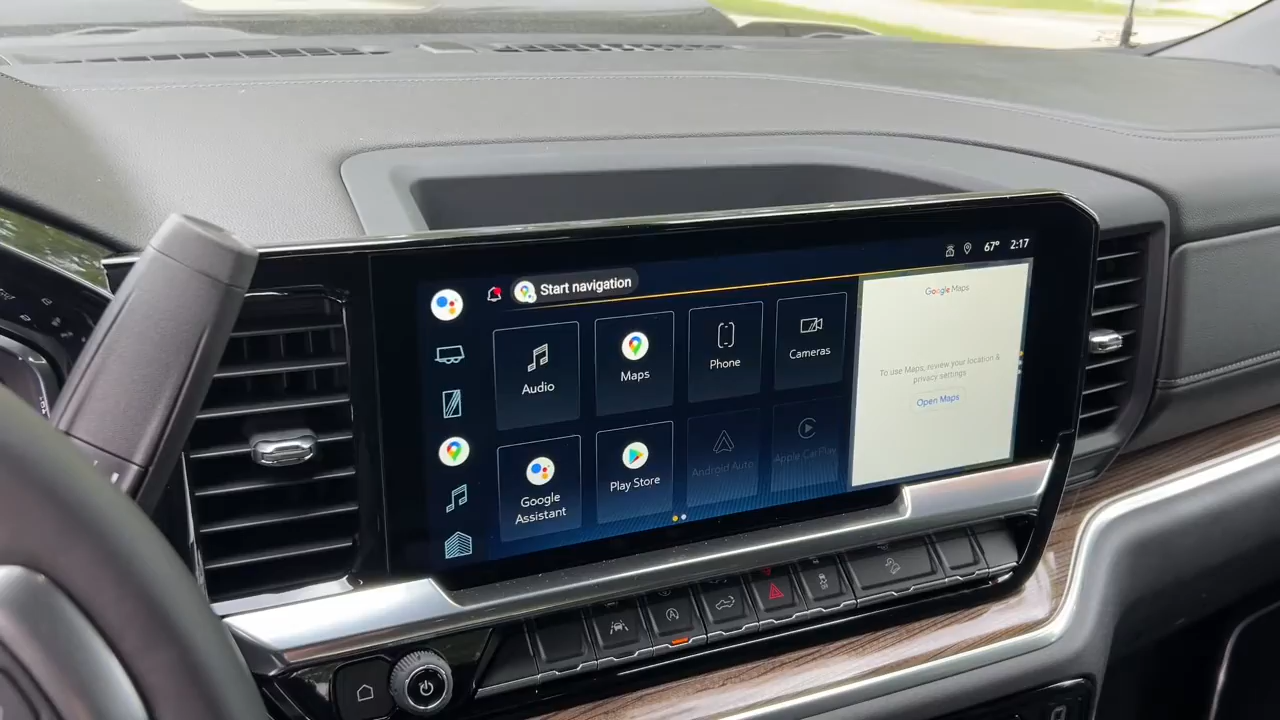 67° 2:17
Start navigation
Google Maps
Audio
Maps
Phone
Cameras
To use Maps, review your location &
privacy settings
Open Maps
Google
Assistant
Play Store
Android Auto
Apple CarPlay